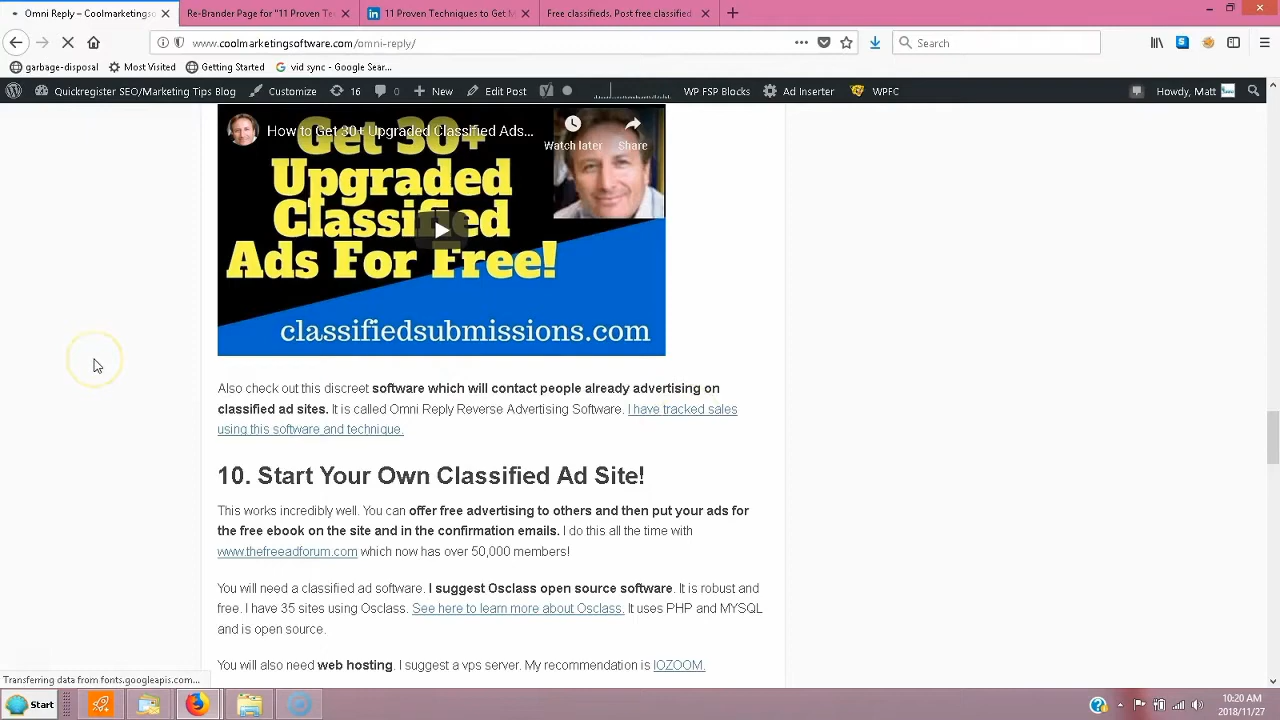 Omni Reply – Coolmarketingso
Re-Brander Page for "11 Proven Te
11 Proven Techniques to Get M
Free classifieds, Post free classified
www.coolmarketingsoftware.com/omni-reply/
Search
garbage-disposal
Most Visited
Getting Started
vid sync - Google Sear...
Quickregister SEO/Marketing Tips Blog
Customize
16
0
New
Edit Post
WP FSP Blocks
Ad Inserter
WPFC
Howdy, Matt
How to Get 30+ Upgraded Classified Ads...
Watch later
Share
Get 30+
Upgraded
Classified
Ads For Free!
classifiedsubmissions.com
Also check out this discreet software which will contact people already advertising on
classified ad sites. It is called Omni Reply Reverse Advertising Software. I have tracked sales
using this software and technique.
10. Start Your Own Classified Ad Site!
This works incredibly well. You can offer free advertising to others and then put your ads for
the free ebook on the site and in the confirmation emails. I do this all the time with
www.thefreeadforum.com which now has over 50,000 members!
You will need a classified ad software. I suggest Osclass open source software. It is robust and
free. I have 35 sites using Osclass. See here to learn more about Osclass. It uses PHP and MYSQL
and is open source.
You will also need web hosting. I suggest a vps server. My recommendation is IOZOOM.
Transferring data from fonts.googleapis.com...
Start
10:20 AM
2018/11/27